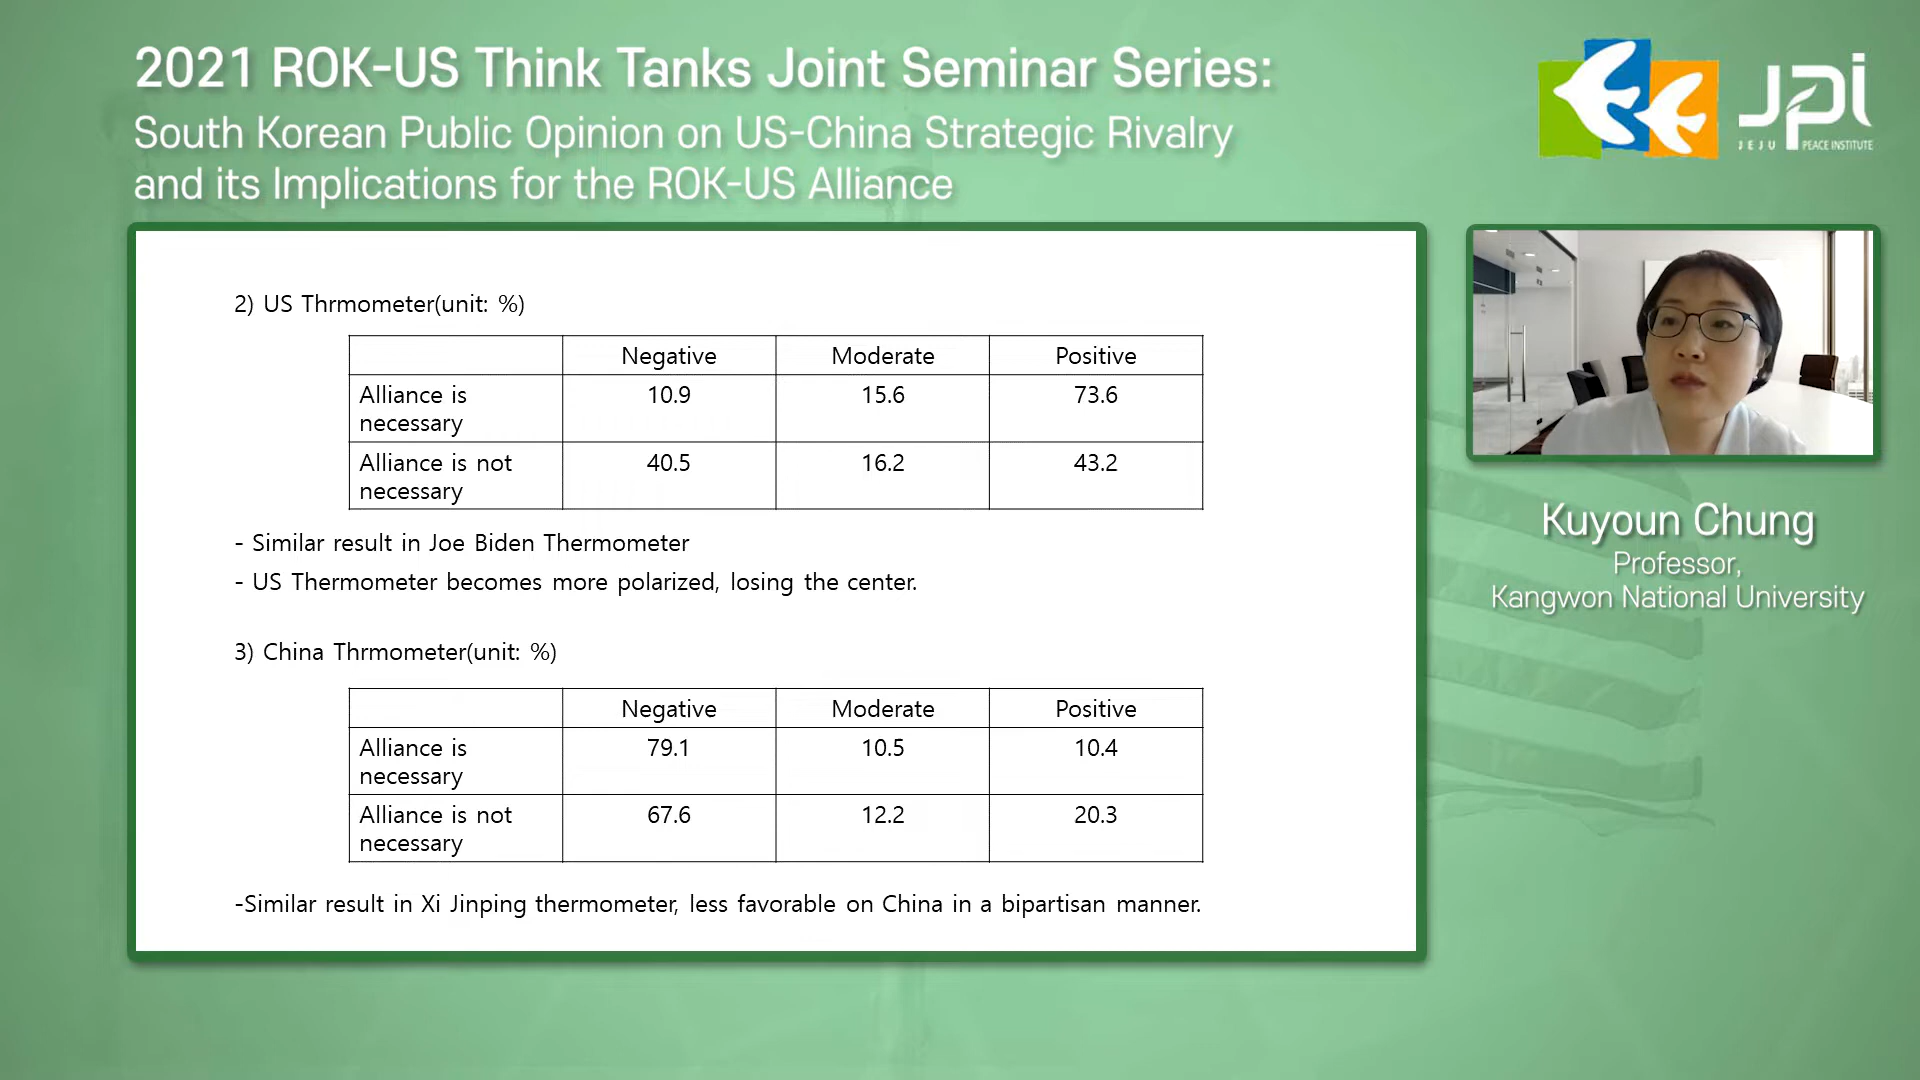 2021 ROK-US Think Tanks Joint Seminar Series:
South Korean Public Opinion on US-China Strategic Rivalry
and its Implications for the ROK-US Alliance
JPI
JEJU PEACE INSTITUTE
2) US Thrmometer(unit: %)
Negative Moderate Positive
Alliance is
necessary 10.9 15.6 73.6
Alliance is not
necessary 40.5 16.2 43.2
- Similar result in Joe Biden Thermometer
- US Thermometer becomes more polarized, losing the center.
3) China Thrmometer(unit: %)
Negative Moderate Positive
Alliance is
necessary 79.1 10.5 10.4
Alliance is not
necessary 67.6 12.2 20.3
-Similar result in Xi Jinping thermometer, less favorable on China in a bipartisan manner.
Kuyoun Chung
Professor,
Kangwon National University